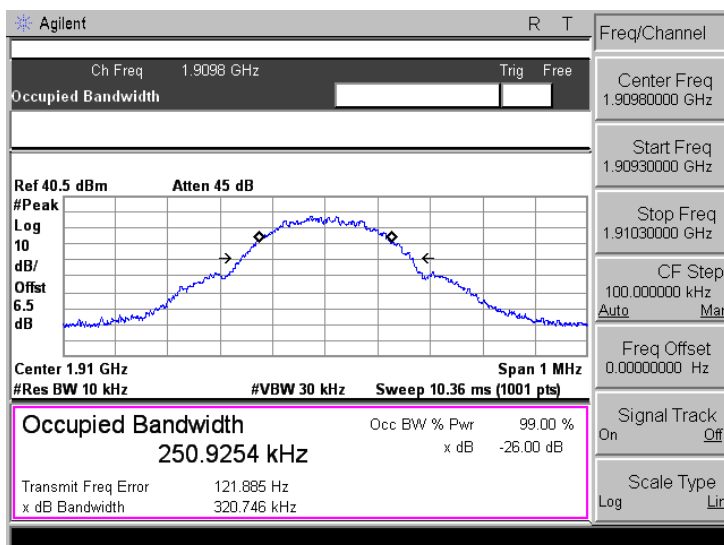 Agilent R T
Ch Freq 1.9098 GHz Trig Free
Occupied Bandwidth
Ref 40.5 dBm Atten 45 dB
#Peak
Log
10
dB/
Offst
6.5
dB
Center 1.91 GHz Span 1 MHz
#Res BW 10 kHz #VBW 30 kHz Sweep 10.36 ms (1001 pts)
Occupied Bandwidth
250.9254 kHz
Occ BW % Pwr 99.00 %
x dB -26.00 dB
Transmit Freq Error 121.885 Hz
x dB Bandwidth 320.746 kHz
Freq/Channel
Center Freq
1.90980000 GHz
Start Freq
1.90930000 GHz
Stop Freq
1.91030000 GHz
CF Step
100.000000 kHz
Auto Man
Freq Offset
0.00000000 Hz
Signal Track
On Off
Scale Type
Log Lin